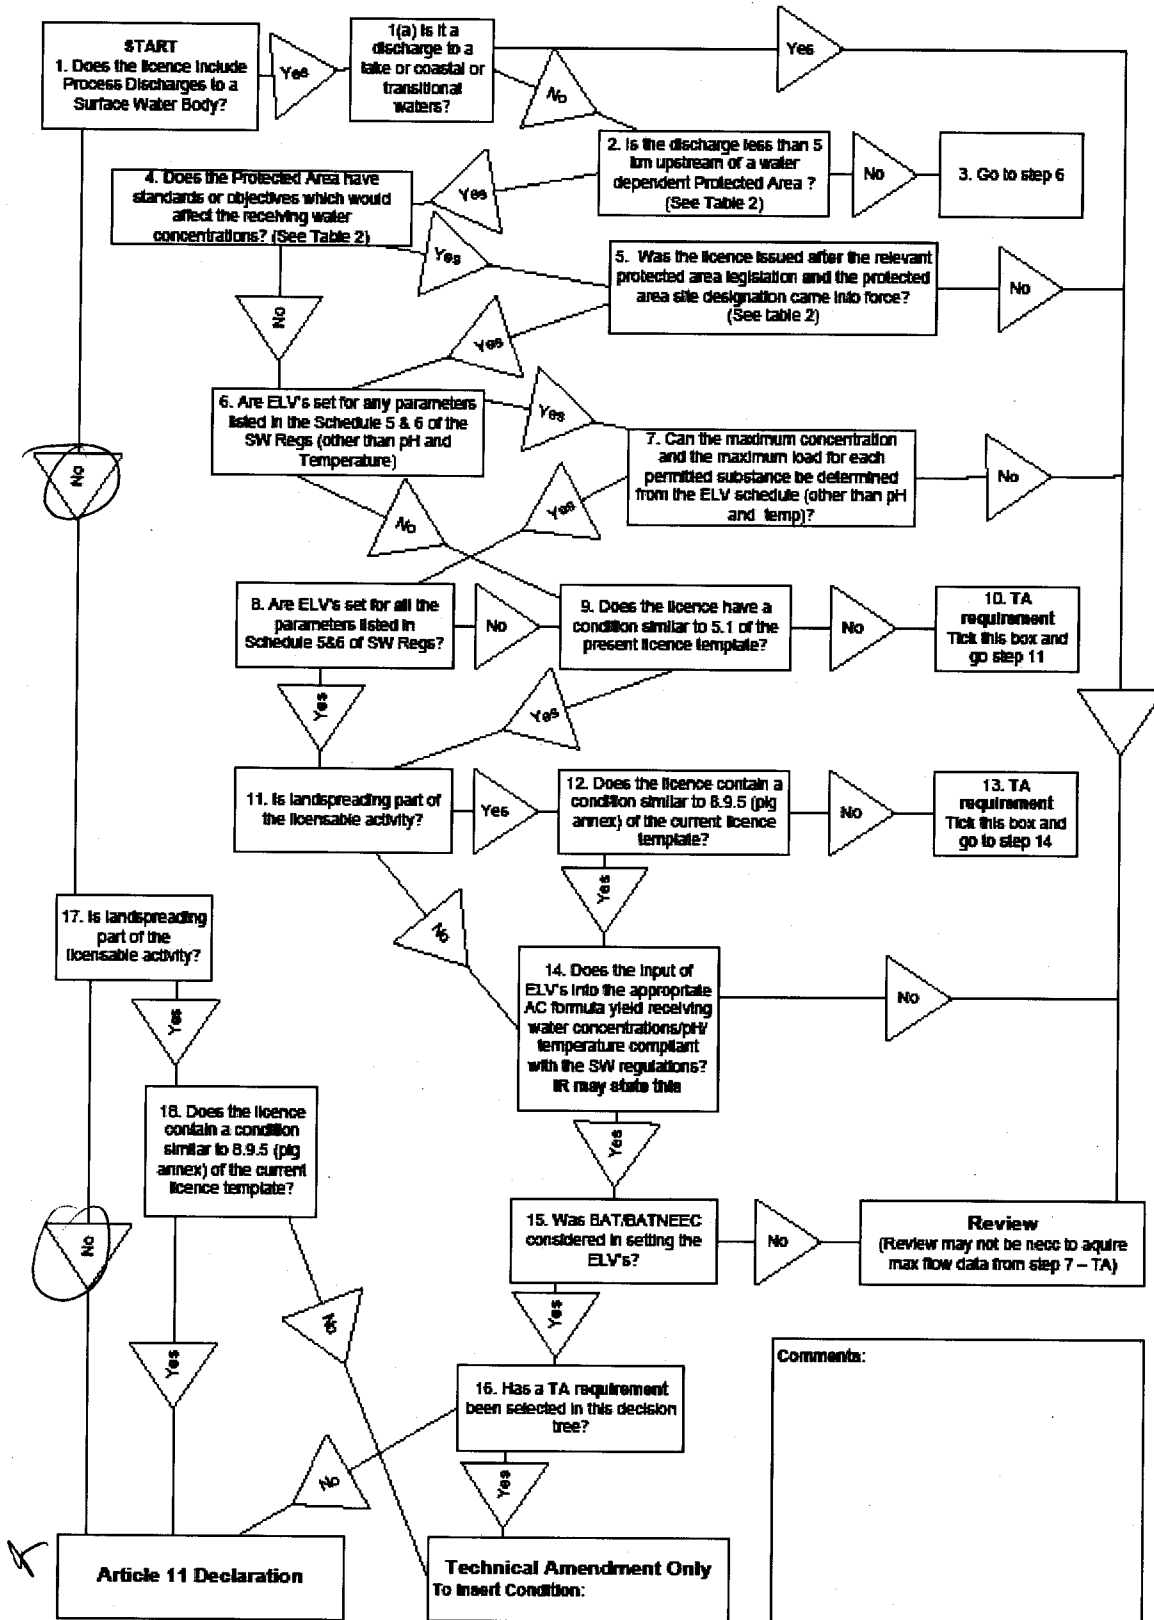 START
1. Does the licence include
Process Discharges to a
Surface Water Body?
Yes
1(a) Is it a
discharge to a
lake or coastal or
transitional
waters?
Yes
No
2. Is the discharge less than 5
km upstream of a water
dependent Protected Area ?
(See Table 2)
No
3. Go to step 6
Yes
4. Does the Protected Area have
standards or objectives which would
affect the receiving water
concentrations? (See Table 2)
Yes
No
5. Was the licence issued after the relevant
protected area legislation and the protected
area site designation came into force?
(See table 2)
No
Yes
6. Are ELV's set for any parameters
listed in the Schedule 5 & 6 of the
SW Regs (other than pH and
Temperature)
Yes
No
7. Can the maximum concentration
and the maximum load for each
permitted substance be determined
from the ELV schedule (other than pH
and temp)?
No
Yes
No
8. Are ELV's set for all the
parameters listed in
Schedule 5&6 of SW Regs?
No
9. Does the licence have a
condition similar to 5.1 of the
present licence template?
No
10. TA
requirement
Tick this box and
go step 11
Yes
Yes
11. Is landspreading part of
the licensable activity?
Yes
12. Does the licence contain a
condition similar to 8.9.5 (pig
annex) of the current licence
template?
No
13. TA
requirement
Tick this box and
go to step 14
Yes
No
17. Is landspreading
part of the
licensable activity?
Yes
14. Does the input of
ELV's into the appropriate
AC formula yield receiving
water concentrations/pH/
temperature compliant
with the SW regulations?
IR may state this
No
Yes
18. Does the licence
contain a condition
similar to 8.9.5 (pig
annex) of the current
licence template?
No
15. Was BAT/BATNEEC
considered in setting the
ELV's?
No
Review
(Review may not be necc to aquire
max flow data from step 7 – TA)
Yes
No
Yes
Comments:
16. Has a TA requirement
been selected in this decision
tree?
No
Yes
Article 11 Declaration
Technical Amendment Only
To Insert Condition: